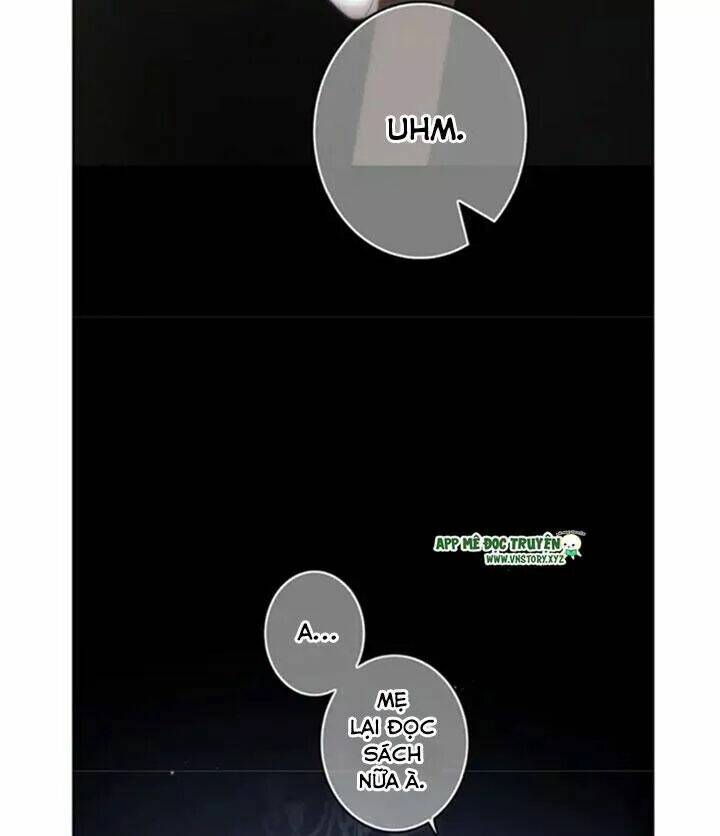 UHM.
APP MÊ ĐỌC TRUYỆN
WWW.VNSTORY.XYZ
A...
MẸ
LẠI ĐỌC
SÁCH
NỮA À.